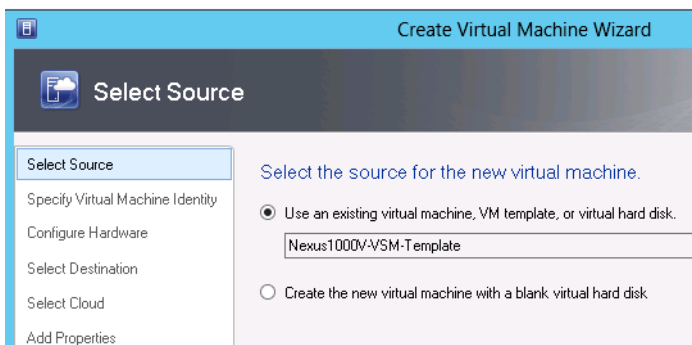 Create Virtual Machine Wizard
Select Source
Select Source
Specify Virtual Machine Identity
Configure Hardware
Select Destination
Select Cloud
Add Properties
Select the source for the new virtual machine.
Use an existing virtual machine, VM template, or virtual hard disk.
Nexus1000V-VSM-Template
Create the new virtual machine with a blank virtual hard disk